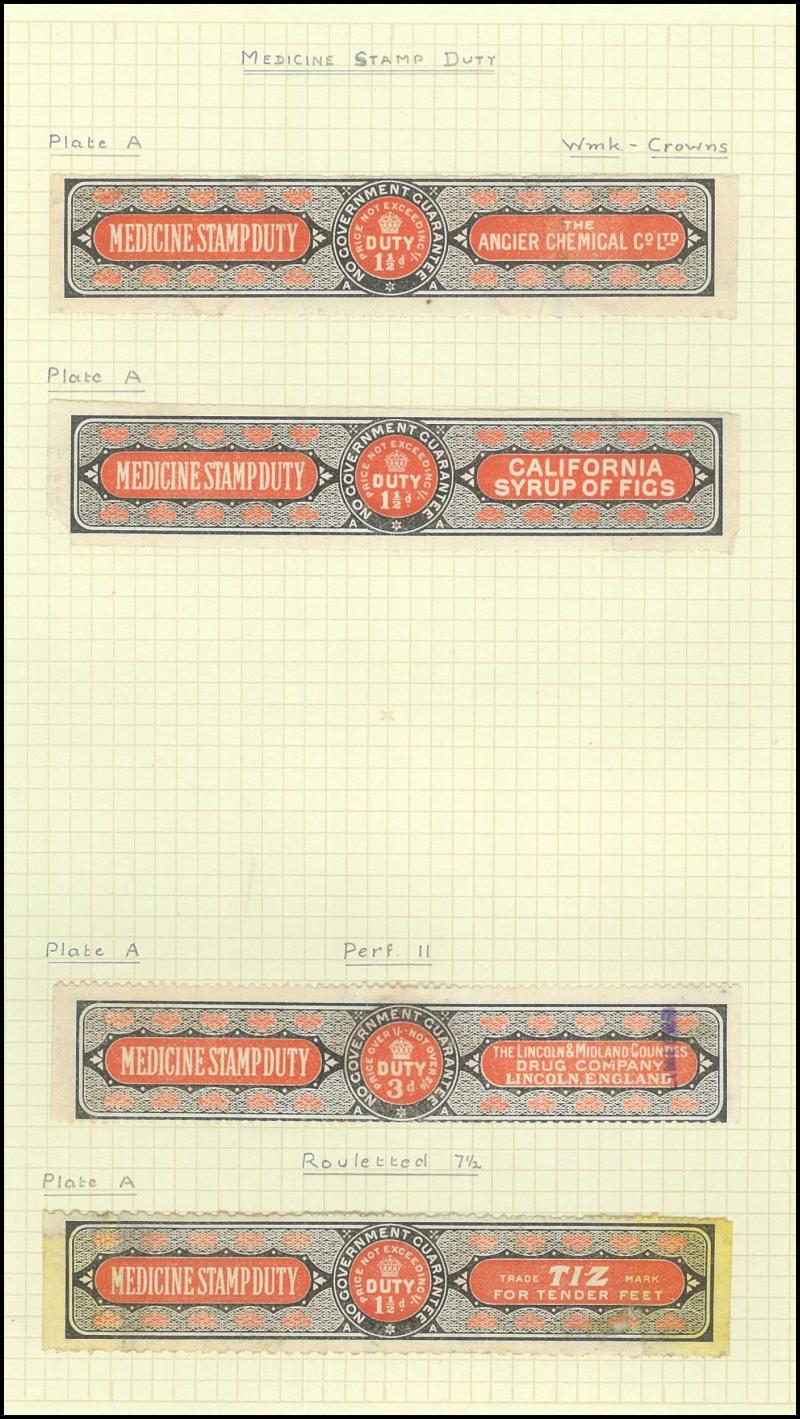 MEDICINE STAMP DUTY
Plate A
Wmk - Crowns
MEDICINE STAMP DUTY
NO GOVERNMENT GUARANTEE
PRICE NOT EXCEEDING 1/-
DUTY
1½d
A A
THE
ANCIER CHEMICAL Co LTD
Plate A
MEDICINE STAMP DUTY
NO GOVERNMENT GUARANTEE
PRICE NOT EXCEEDING 1/-
DUTY
1½d
A A
CALIFORNIA
SYRUP OF FIGS
Plate A
Perf. 11
MEDICINE STAMP DUTY
NO GOVERNMENT GUARANTEE
PRICE OVER 1/- NOT OVER 2/6
DUTY
3d
A A
THE LINCOLN & MIDLAND COUNTIES
DRUG COMPANY
LINCOLN, ENGLAND
Rouletted 7½
Plate A
MEDICINE STAMP DUTY
NO GOVERNMENT GUARANTEE
PRICE NOT EXCEEDING 1/-
DUTY
1½d
A A
TRADE TIZ MARK
FOR TENDER FEET